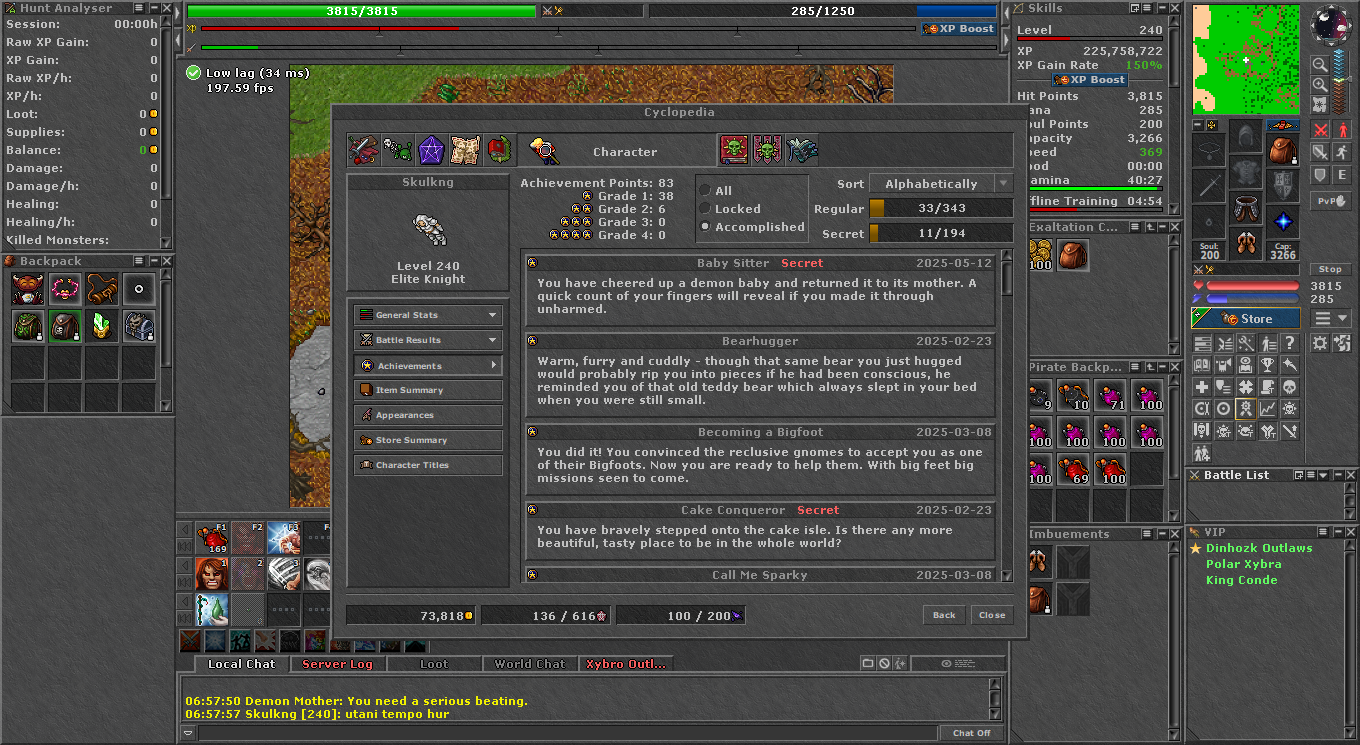 Hunt Analyser
Session: 00:00h
Raw XP Gain: 0
XP Gain: 0
Raw XP/h: 0
XP/h: 0
Loot: 0
Supplies: 0
Balance: 0
Damage: 0
Damage/h: 0
Healing: 0
Healing/h: 0
Killed Monsters:
Backpack
3815/3815
285/1250
XP Boost
Low lag (34 ms)
197.59 fps
Cyclopedia
Character
Skulkng
Level 240
Elite Knight
General Stats
Battle Results
Achievements
Item Summary
Appearances
Store Summary
Character Titles
Achievement Points: 83
Grade 1: 38
Grade 2: 6
Grade 3: 0
Grade 4: 0
All
Locked
Accomplished
Sort Alphabetically
Regular 33/343
Secret 11/194
Baby Sitter Secret 2025-05-12
You have cheered up a demon baby and returned it to its mother. A
quick count of your fingers will reveal if you made it through
unharmed.
Bearhugger 2025-02-23
Warm, furry and cuddly - though that same bear you just hugged
would probably rip you into pieces if he had been conscious, he
reminded you of that old teddy bear which always slept in your bed
when you were still small.
Becoming a Bigfoot 2025-03-08
You did it! You convinced the reclusive gnomes to accept you as one
of their Bigfoots. Now you are ready to help them. With big feet big
missions seen to come.
Cake Conqueror Secret 2025-02-23
You have bravely stepped onto the cake isle. Is there any more
beautiful, tasty place to be in the whole world?
Call Me Sparky 2025-03-08
73,818
136 / 616
100 / 200
Back
Close
F1 F2 F3
169
1 2 3
Local Chat
Server Log
Loot
World Chat
Xybro Outl...
06:57:50 Demon Mother: You need a serious beating.
06:57:57 Skulkng [240]: utani tempo hur
Chat Off
Skills
Level 240
XP 225,758,722
XP Gain Rate 150%
XP Boost
Hit Points 3,815
ana 285
oul Points 200
apacity 3,266
peed 369
ood 00:00
amina 40:27
ffline Training 04:54
Exaltation C...
100
Pirate Backp...
9 10 71 100
100 100 100 100
100 69 100
Imbuements
Soul:
200
Cap:
3266
E
PvP
Stop
3815
285
Store
Battle List
VIP
Dinhozk Outlaws
Polar Xybra
King Conde